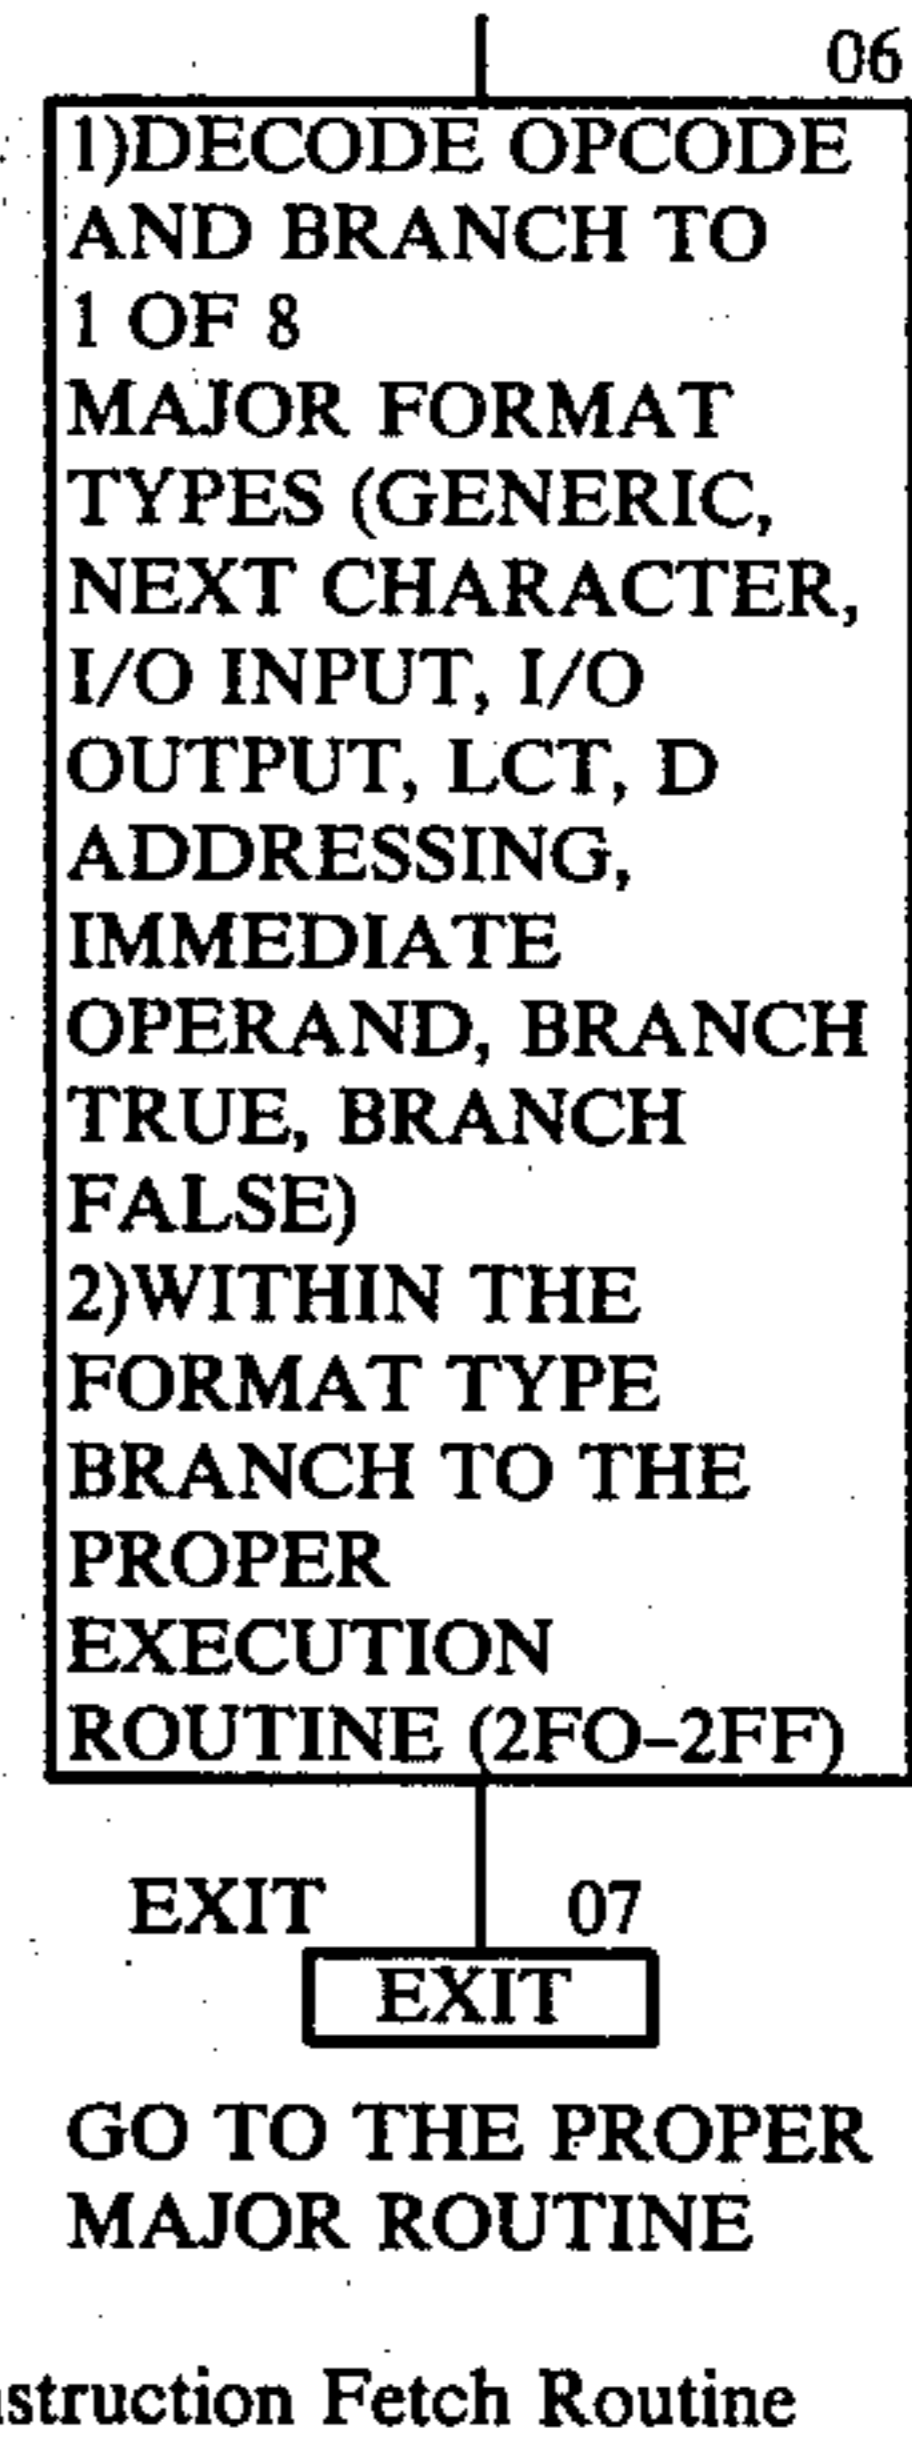 06
1)DECODE OPCODE
AND BRANCH TO
1 OF 8
MAJOR FORMAT
TYPES (GENERIC,
NEXT CHARACTER,
I/O INPUT, I/O
OUTPUT, LCT, D
ADDRESSING,
IMMEDIATE
OPERAND, BRANCH
TRUE, BRANCH
FALSE)
2)WITHIN THE
FORMAT TYPE
BRANCH TO THE
PROPER
EXECUTION
ROUTINE (2FO-2FF)
EXIT 07
EXIT
GO TO THE PROPER
MAJOR ROUTINE
struction Fetch Routine